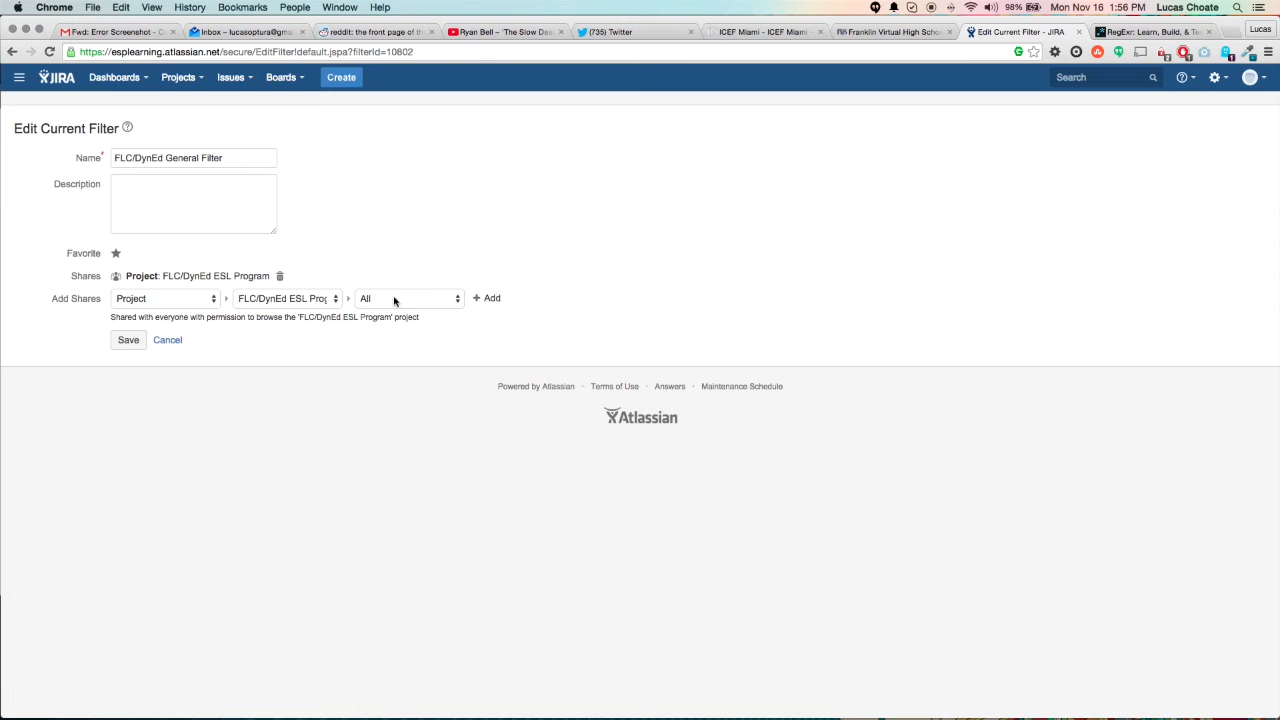 Chrome File Edit View History Bookmarks People Window Help 98% Mon Nov 16 1:56 PM Lucas Choate
Fwd: Error Screenshot - C Inbox - lucasoptura@gma reddit: the front page of th Ryan Bell – 'The Slow Dea (735) Twitter ICEF Miami - ICEF Miami - Franklin Virtual High Scho Edit Current Filter - JIRA RegExr: Learn, Build, & Te Lucas
https://esplearning.atlassian.net/secure/EditFilter!default.jspa?filterId=10802
JIRA Dashboards Projects Issues Boards Create Search
Edit Current Filter
Name* FLC/DynEd General Filter
Description
Favorite
Shares Project: FLC/DynEd ESL Program
Add Shares Project FLC/DynEd ESL Prog All + Add
Shared with everyone with permission to browse the 'FLC/DynEd ESL Program' project
Save Cancel
Powered by Atlassian · Terms of Use · Answers · Maintenance Schedule
Atlassian